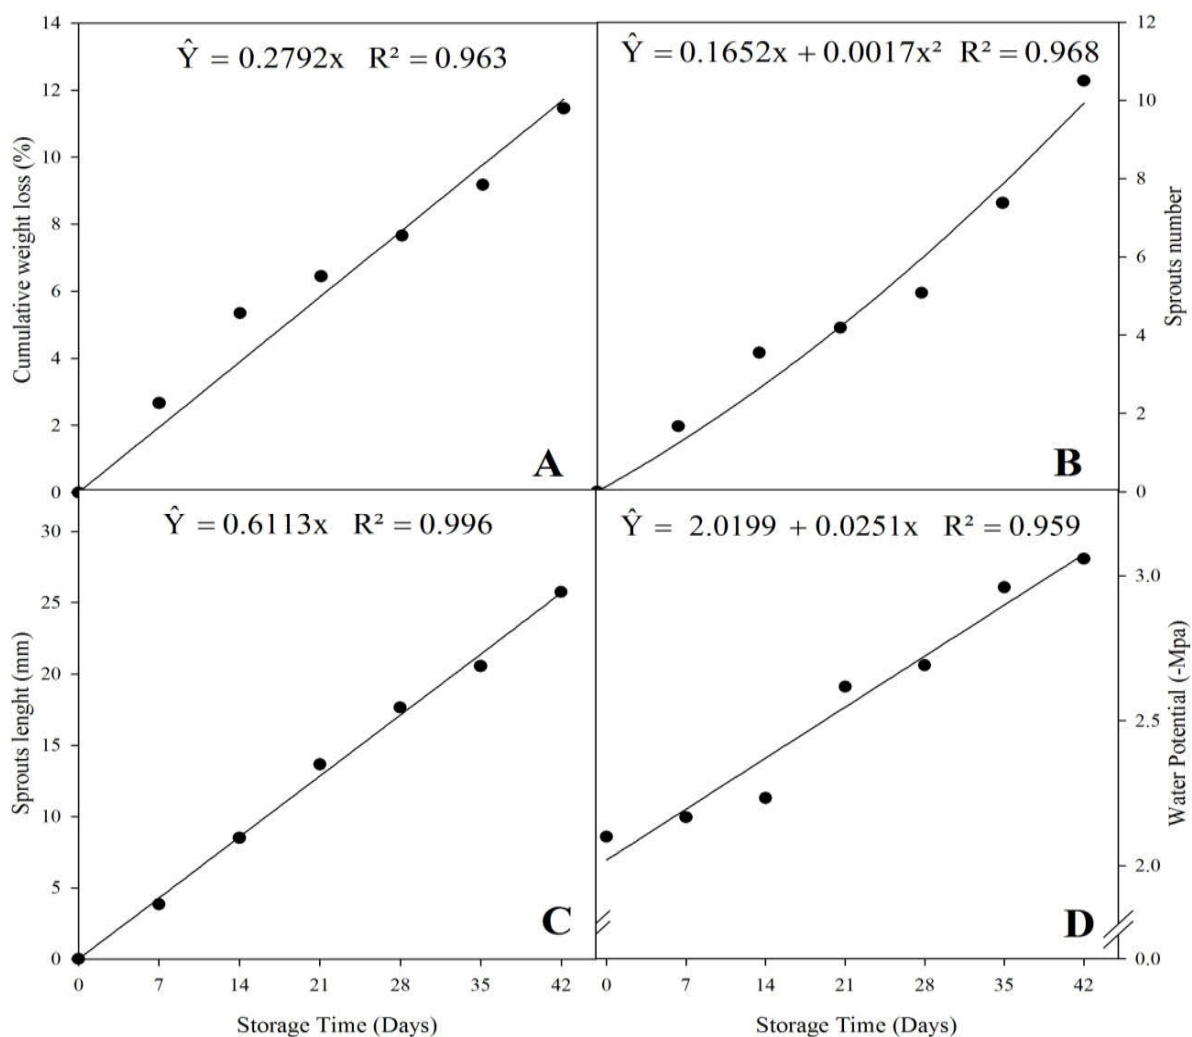 Ŷ = 0.2792x R² = 0.963
14
12
10
8
6
4
2
0
Cumulative weight loss (%)
A
Ŷ = 0.1652x + 0.0017x² R² = 0.968
12
10
8
6
4
2
0
Sprouts number
B
Ŷ = 0.6113x R² = 0.996
30
25
20
15
10
5
0
Sprouts lenght (mm)
C
0 7 14 21 28 35 42
Storage Time (Days)
Ŷ = 2.0199 + 0.0251x R² = 0.959
3.0
2.5
2.0
0.0
Water Potential (-Mpa)
D
0 7 14 21 28 35 42
Storage Time (Days)